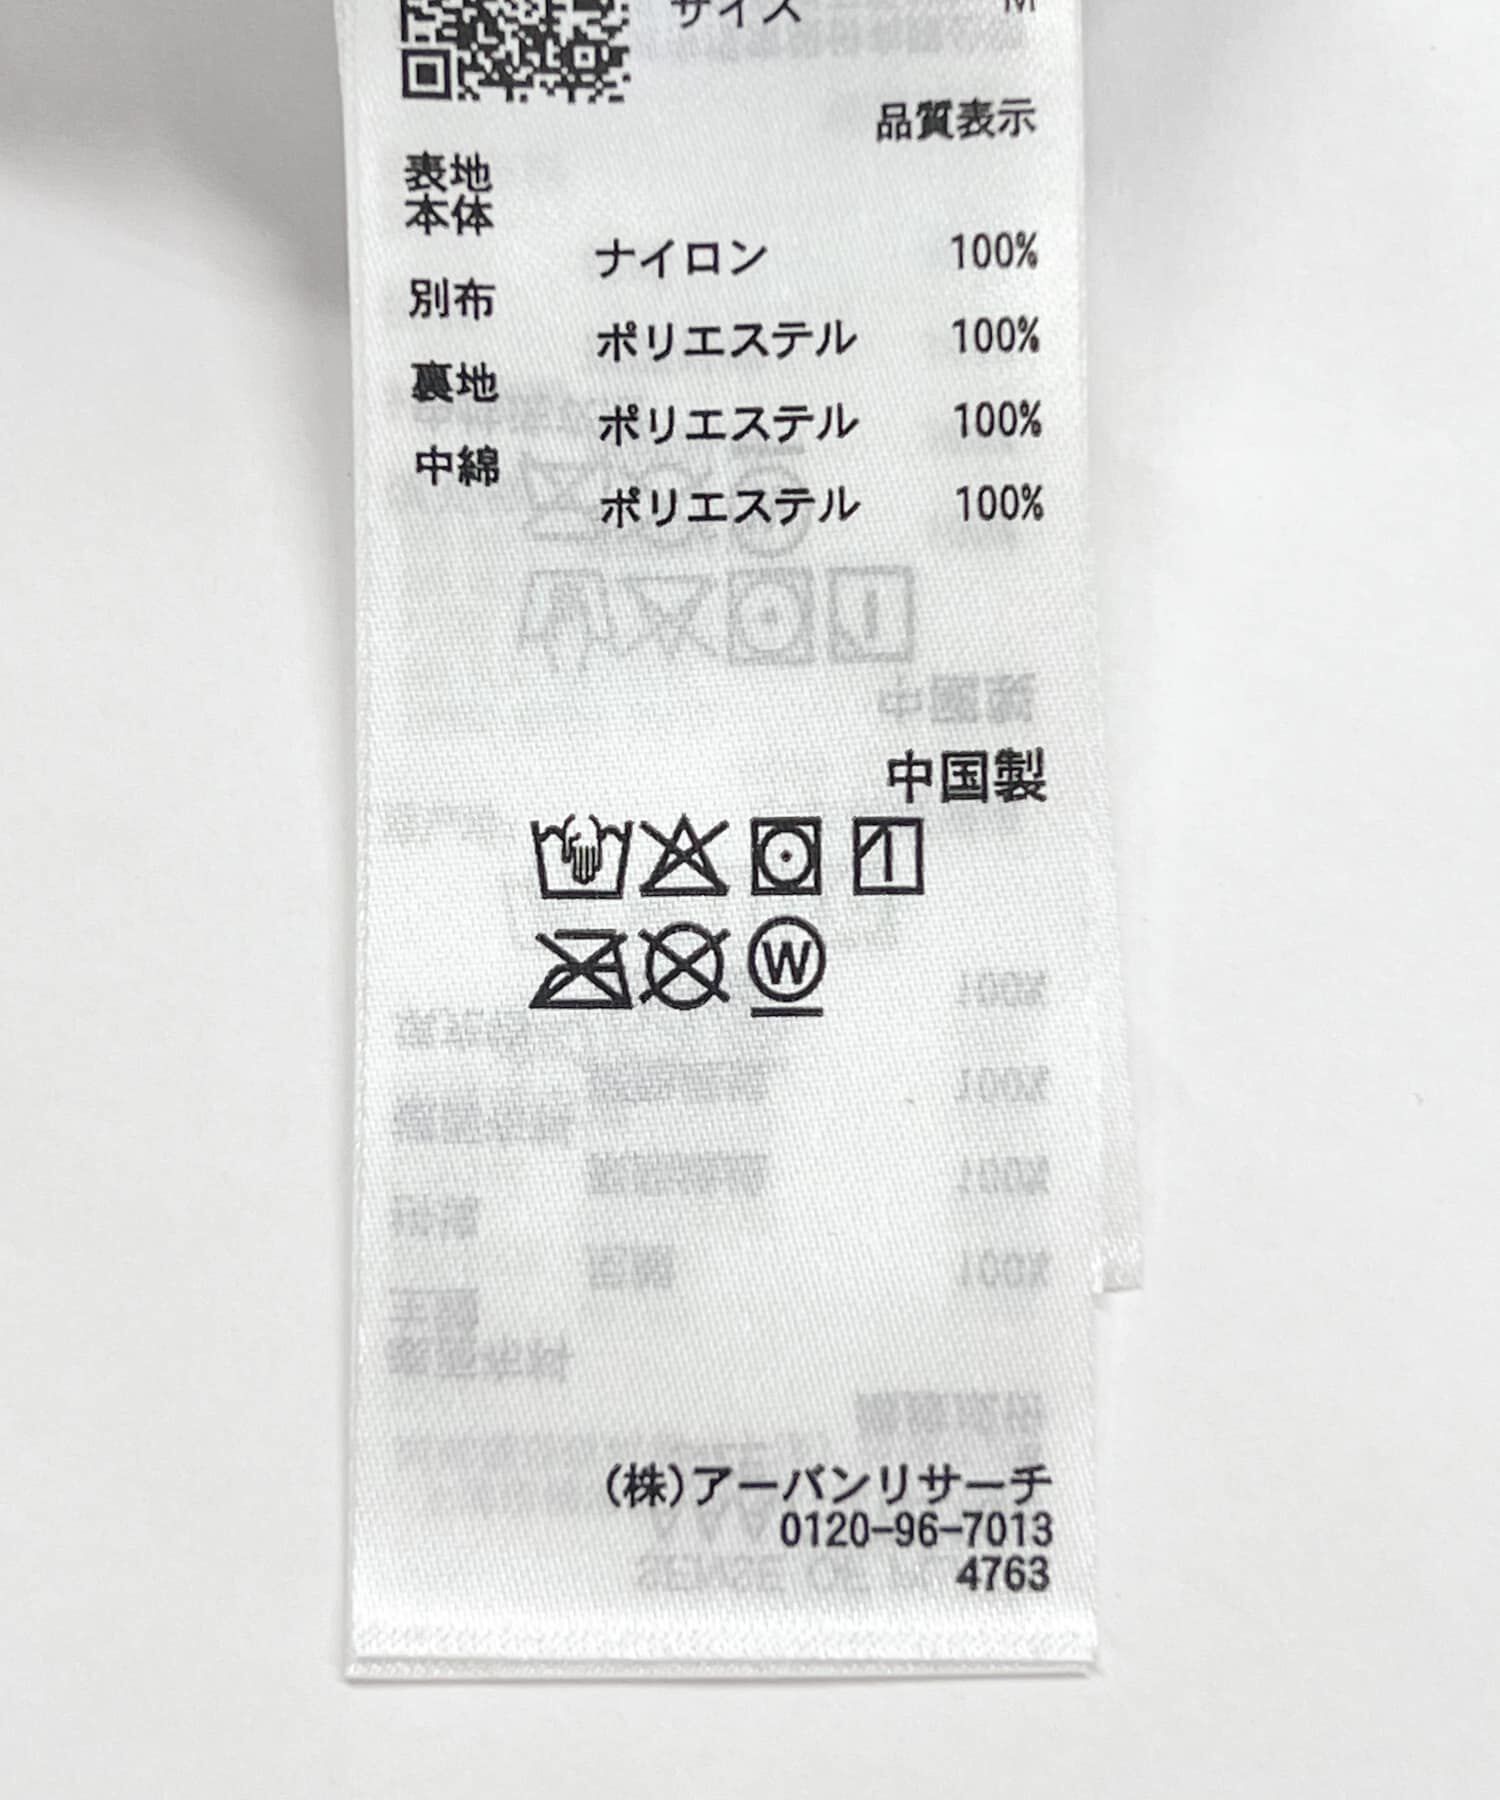 サイズ M
品質表示
表地
本体
ナイロン 100%
別布
ポリエステル 100%
裏地
ポリエステル 100%
中綿
ポリエステル 100%
中国製
W
(株)アーバンリサーチ
0120-96-7013
4763